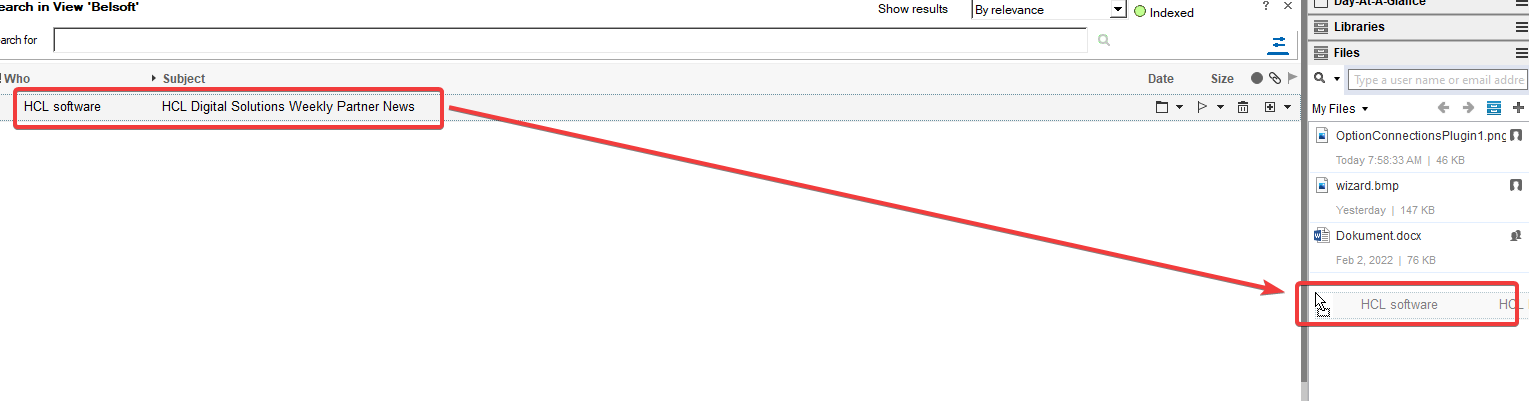 earch in View 'Belsoft'
Show results By relevance Indexed
? ×
arch for
! Who Subject Date Size
HCL software HCL Digital Solutions Weekly Partner News
Day-At-A-Glance
Libraries
Files
Type a user name or email addre
My Files
OptionConnectionsPlugin1.png
Today 7:58:33 AM | 46 KB
wizard.bmp
Yesterday | 147 KB
Dokument.docx
Feb 2, 2022 | 76 KB
HCL software HCL